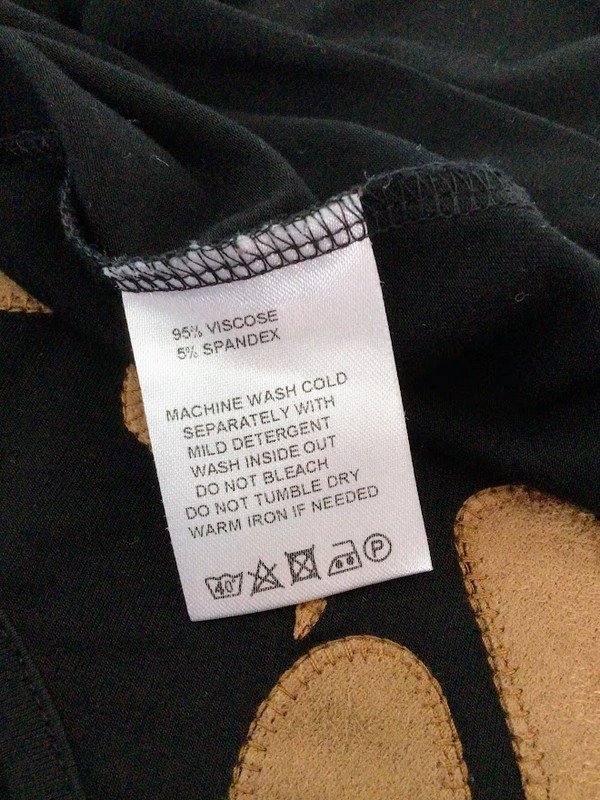 95% VISCOSE
5% SPANDEX
MACHINE WASH COLD
SEPARATELY WITH
MILD DETERGENT
WASH INSIDE OUT
DO NOT BLEACH
DO NOT TUMBLE DRY
WARM IRON IF NEEDED
40° P